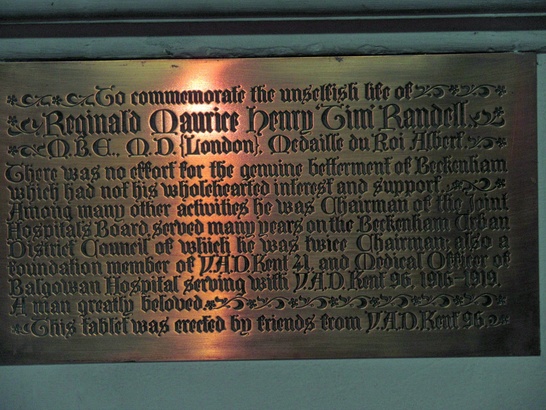 To commemorate the unselfish life of
Reginald Maurice Henry "Tim" Randell,
M.B.E., M.D. (London), Medaille du Roi Albert.
There was no effort for the genuine betterment of Beckenham
which had not his wholehearted interest and support.
Among many other activities he was Chairman of the Joint
Hospitals Board, served many years on the Beckenham Urban
District Council of which he was twice Chairman, also a
foundation member of V.A.D. Kent 41, and Medical Officer of
Balgowan Hospital serving with V.A.D. Kent 96, 1916-1919.
A man greatly beloved.
This tablet was erected by friends from V.A.D. Kent 96.